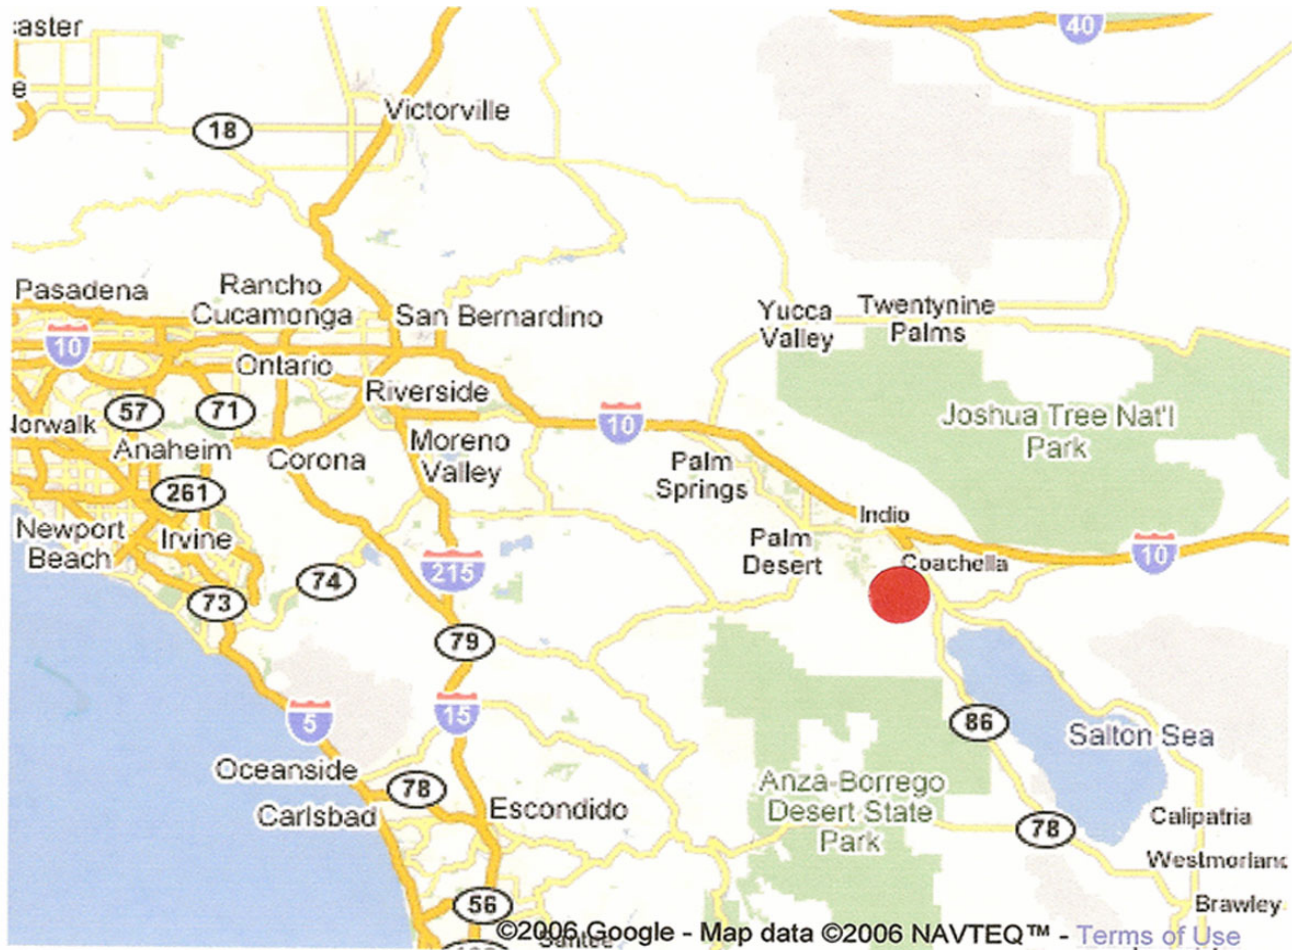 aster
40
e
Victorville
18
Pasadena
Rancho
Cucamonga
San Bernardino
Yucca
Valley
Twentynine
Palms
10
Ontario
Riverside
57
71
10
Joshua Tree Nat'l
Park
Norwalk
Anaheim
Corona
Moreno
Valley
Palm
Springs
261
Indio
Newport
Beach
Irvine
Palm
Desert
10
Coachella
215
74
73
79
5
15
86
Salton Sea
Oceanside
78
Anza-Borrego
Desert State
Park
Carlsbad
Escondido
78
Calipatria
Westmorland
Brawley
56
Santee
©2006 Google - Map data ©2006 NAVTEQ™ - Terms of Use